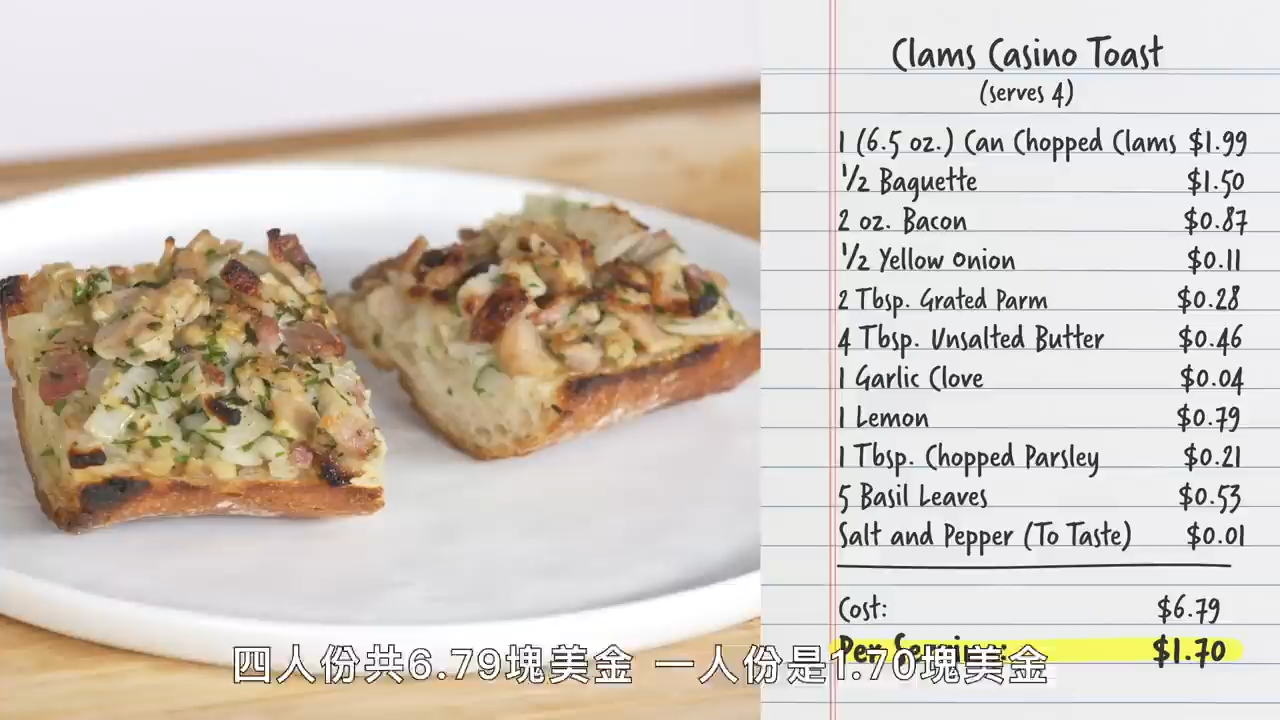 Clams Casino Toast
(serves 4)
1 (6.5 oz.) Can Chopped Clams $1.99
1/2 Baguette $1.50
2 oz. Bacon $0.87
1/2 Yellow Onion $0.11
2 Tbsp. Grated Parm $0.28
4 Tbsp. Unsalted Butter $0.46
1 Garlic Clove $0.04
1 Lemon $0.79
1 Tbsp. Chopped Parsley $0.21
5 Basil Leaves $0.53
Salt and Pepper (To Taste) $0.01
Cost: $6.79
Per Serving: $1.70
四人份共6.79塊美金 一人份是1.70塊美金